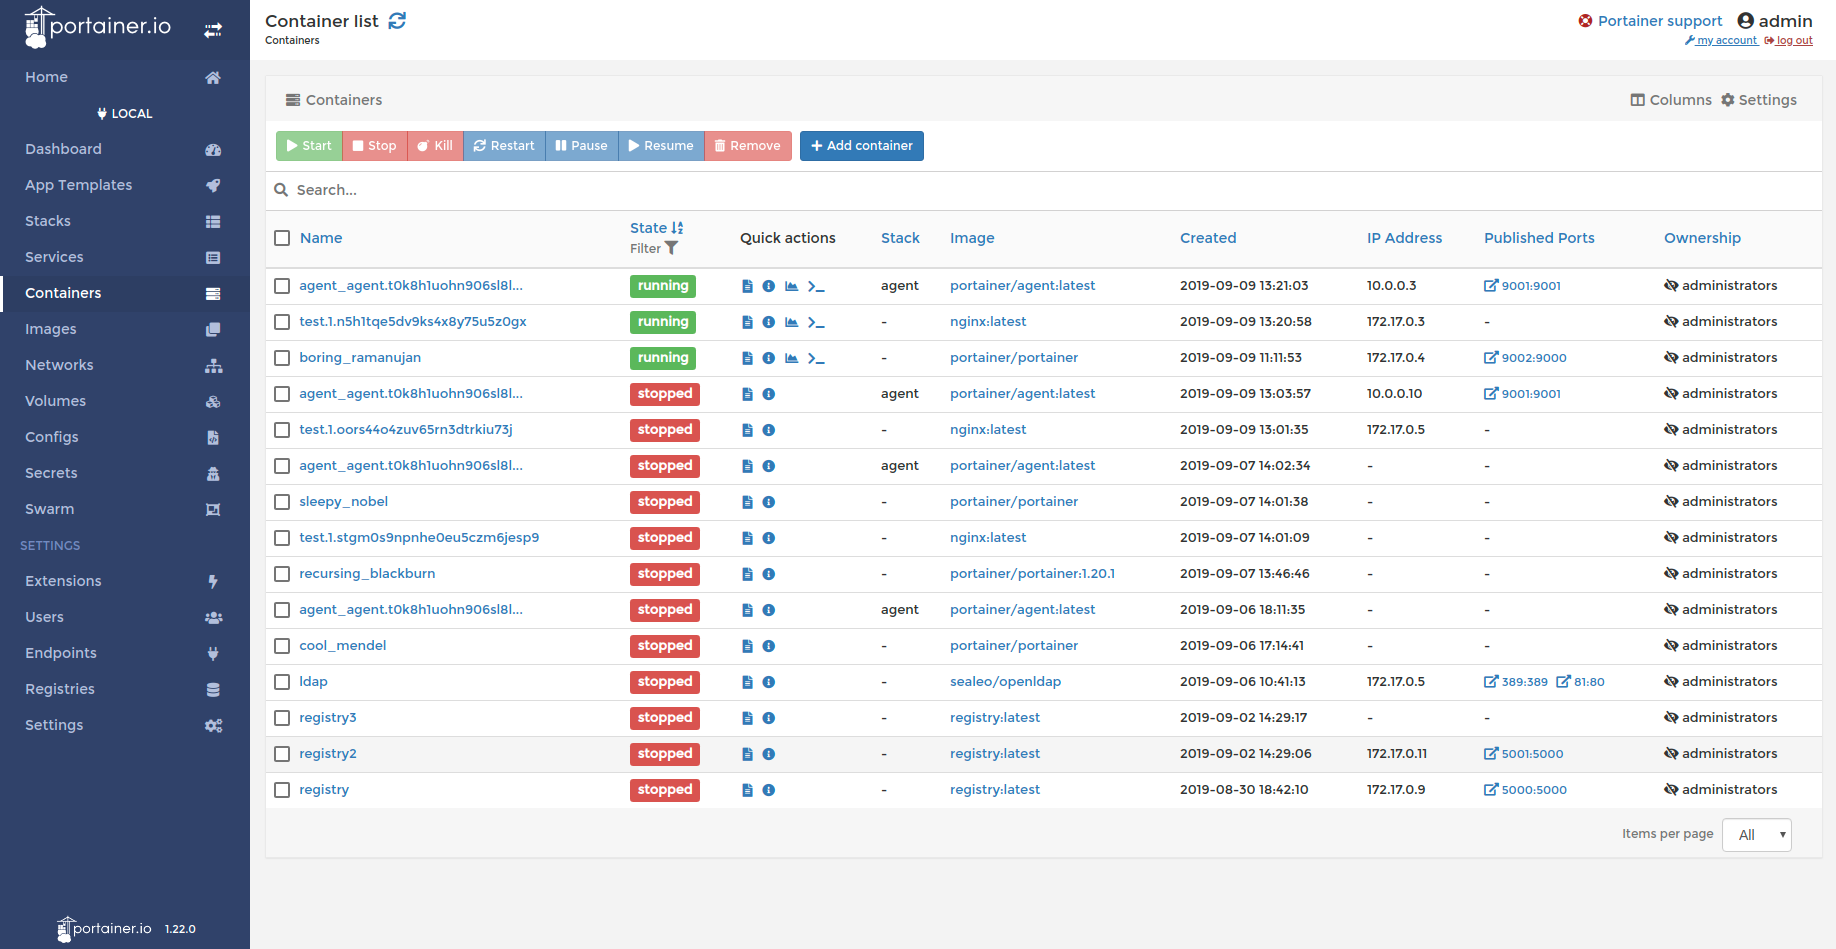 portainer.io
Home
LOCAL
Dashboard
App Templates
Stacks
Services
Containers
Images
Networks
Volumes
Configs
Secrets
Swarm
SETTINGS
Extensions
Users
Endpoints
Registries
Settings
portainer.io 1.22.0
Container list
Containers
Portainer support admin
my account log out
Containers
Columns Settings
Start Stop Kill Restart Pause Resume Remove Add container
Search...
Name State Filter Quick actions Stack Image Created IP Address Published Ports Ownership
agent_agent.t0k8h1uohn906sl8l... running agent portainer/agent:latest 2019-09-09 13:21:03 10.0.0.3 9001:9001 administrators
test.1.n5h1tqe5dv9ks4x8y75u5z0gx running - nginx:latest 2019-09-09 13:20:58 172.17.0.3 - administrators
boring_ramanujan running - portainer/portainer 2019-09-09 11:11:53 172.17.0.4 9002:9000 administrators
agent_agent.t0k8h1uohn906sl8l... stopped agent portainer/agent:latest 2019-09-09 13:03:57 10.0.0.10 9001:9001 administrators
test.1.oors44o4zuv65rn3dtrkiu73j stopped - nginx:latest 2019-09-09 13:01:35 172.17.0.5 - administrators
agent_agent.t0k8h1uohn906sl8l... stopped agent portainer/agent:latest 2019-09-07 14:02:34 - - administrators
sleepy_nobel stopped - portainer/portainer 2019-09-07 14:01:38 - - administrators
test.1.stgm0s9npnhe0eu5czm6jesp9 stopped - nginx:latest 2019-09-07 14:01:09 - - administrators
recursing_blackburn stopped - portainer/portainer:1.20.1 2019-09-07 13:46:46 - - administrators
agent_agent.t0k8h1uohn906sl8l... stopped agent portainer/agent:latest 2019-09-06 18:11:35 - - administrators
cool_mendel stopped - portainer/portainer 2019-09-06 17:14:41 - - administrators
ldap stopped - sealeo/openldap 2019-09-06 10:41:13 172.17.0.5 389:389 81:80 administrators
registry3 stopped - registry:latest 2019-09-02 14:29:17 - - administrators
registry2 stopped - registry:latest 2019-09-02 14:29:06 172.17.0.11 5001:5000 administrators
registry stopped - registry:latest 2019-08-30 18:42:10 172.17.0.9 5000:5000 administrators
Items per page All